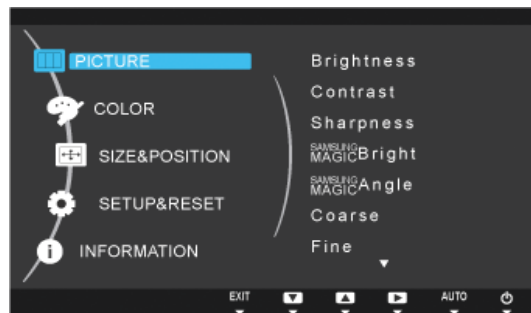 PICTURE
COLOR
SIZE&POSITION
SETUP&RESET
INFORMATION
Brightness
Contrast
Sharpness
SAMSUNG
MAGICBright
SAMSUNG
MAGICAngle
Coarse
Fine
EXIT AUTO